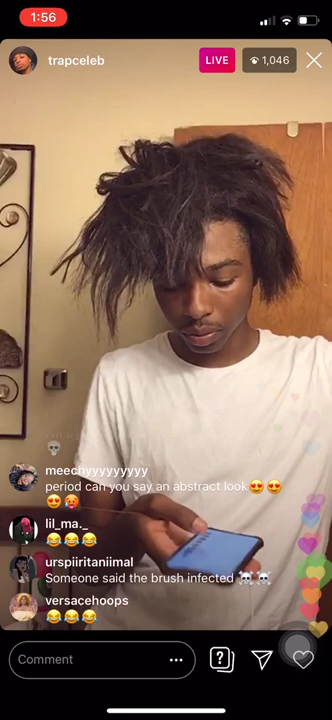 1:56
trapceleb
LIVE
1,046
meechyyyyyyyyy
period can you say an abstract look😍😍
😍🥵
lil_ma._
😂😂😂
urspiritaniimal
Someone said the brush infected ☠️☠️
versacehoops
😂😂😂
Comment